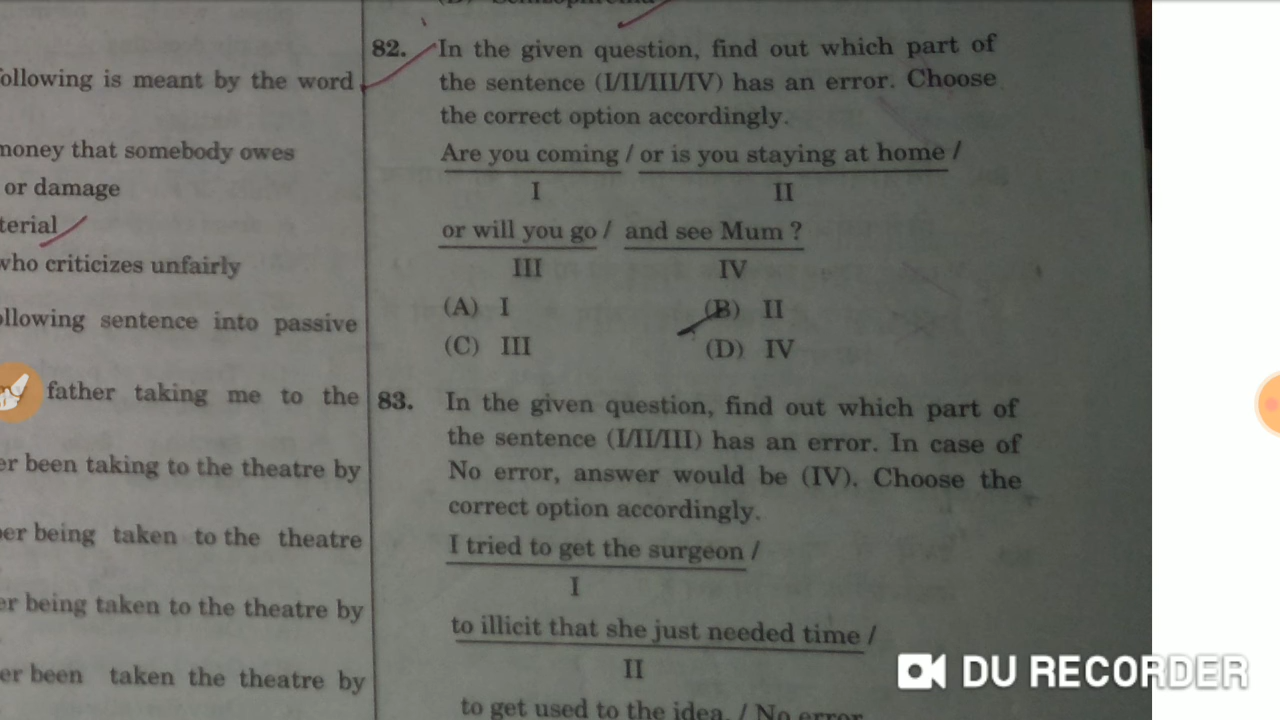 following is meant by the word
money that somebody owes
or damage
terial
who criticizes unfairly
following sentence into passive
father taking me to the
er been taking to the theatre by
er being taken to the theatre
er being taken to the theatre by
er been taken the theatre by
82. In the given question, find out which part of
the sentence (I/II/III/IV) has an error. Choose
the correct option accordingly.
Are you coming / or is you staying at home /
I II
or will you go / and see Mum ?
III IV
(A) I (B) II
(C) III (D) IV
83. In the given question, find out which part of
the sentence (I/II/III) has an error. In case of
No error, answer would be (IV). Choose the
correct option accordingly.
I tried to get the surgeon /
I
to illicit that she just needed time /
II
to get used to the idea. / No error
DU RECORDER